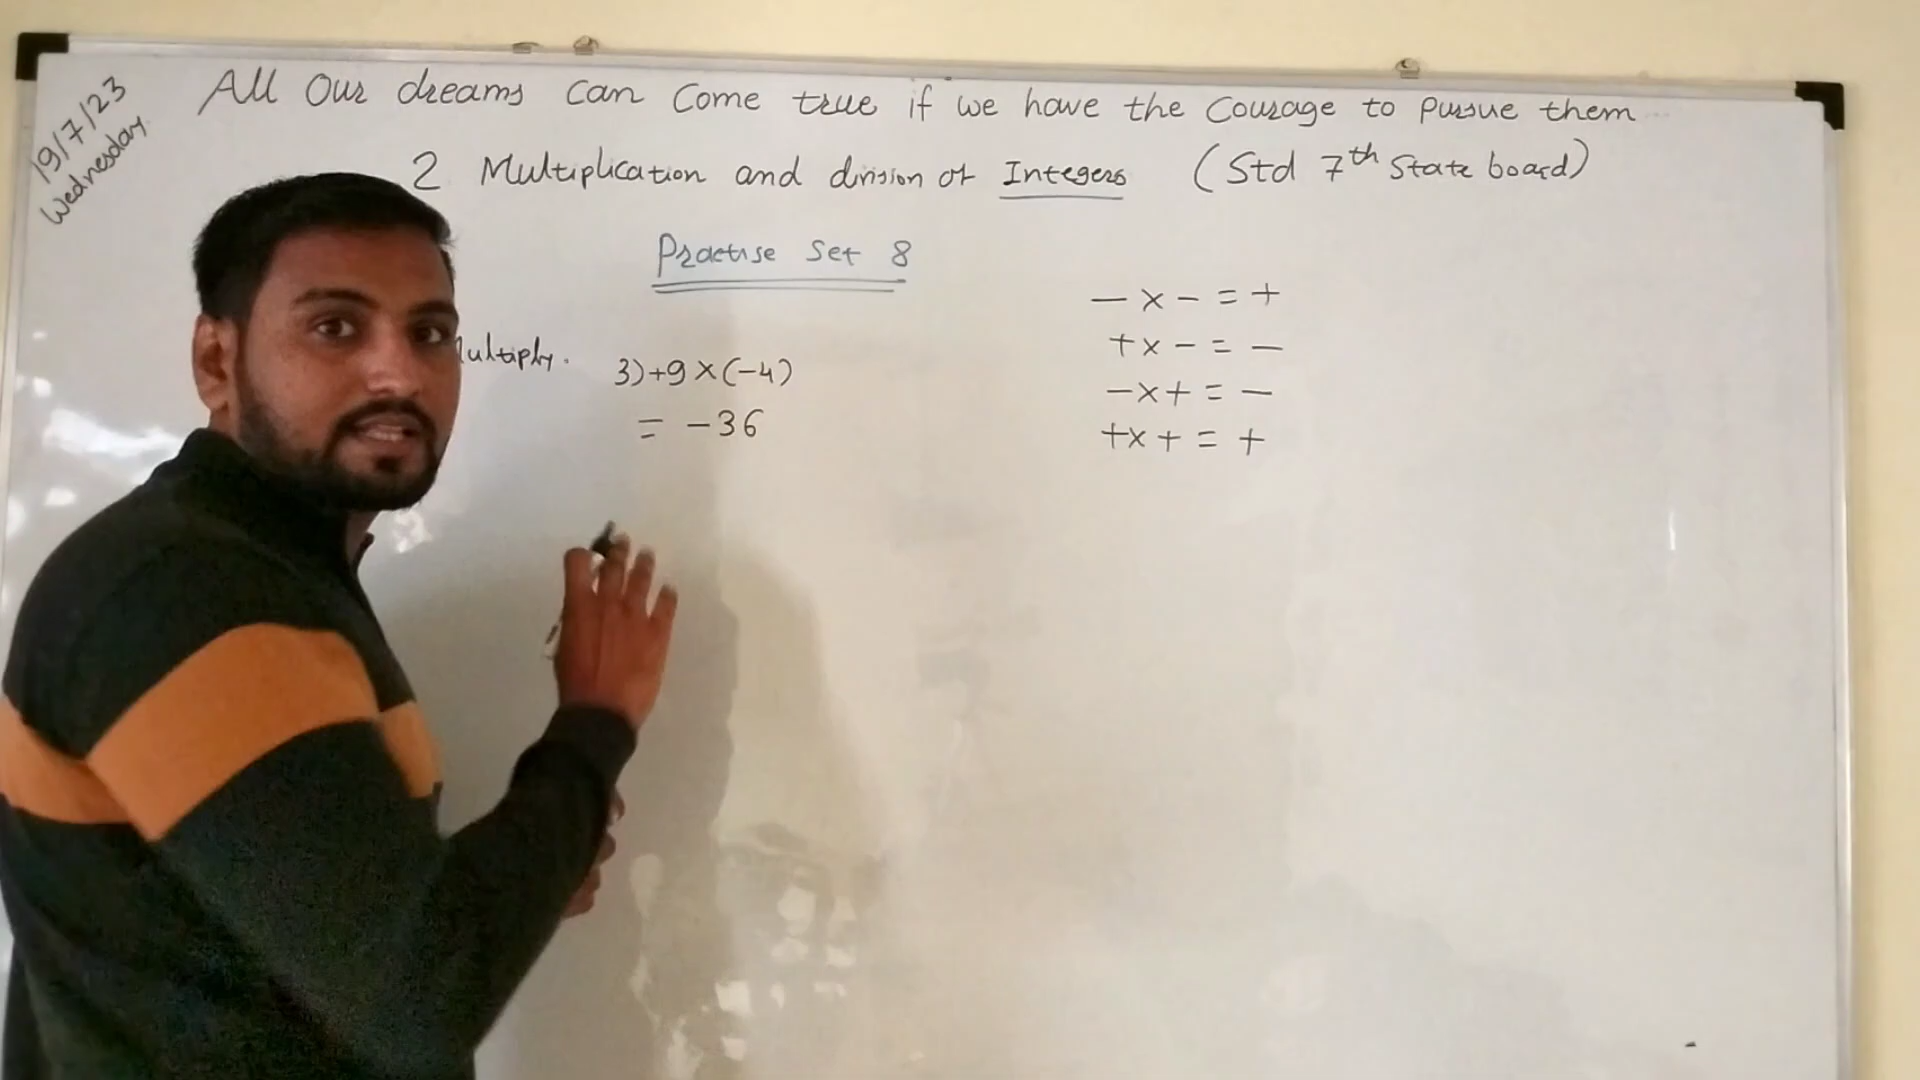 19/7/23
Wednesday.
All Our dreams can Come true if we have the Courage to pursue them
2 Multiplication and division of Integers (Std 7th State board)
Practise Set 8
ultiply.
3)+9×(-4)
= -36
- × - = +
+ × - = -
- × + = -
+ × + = +